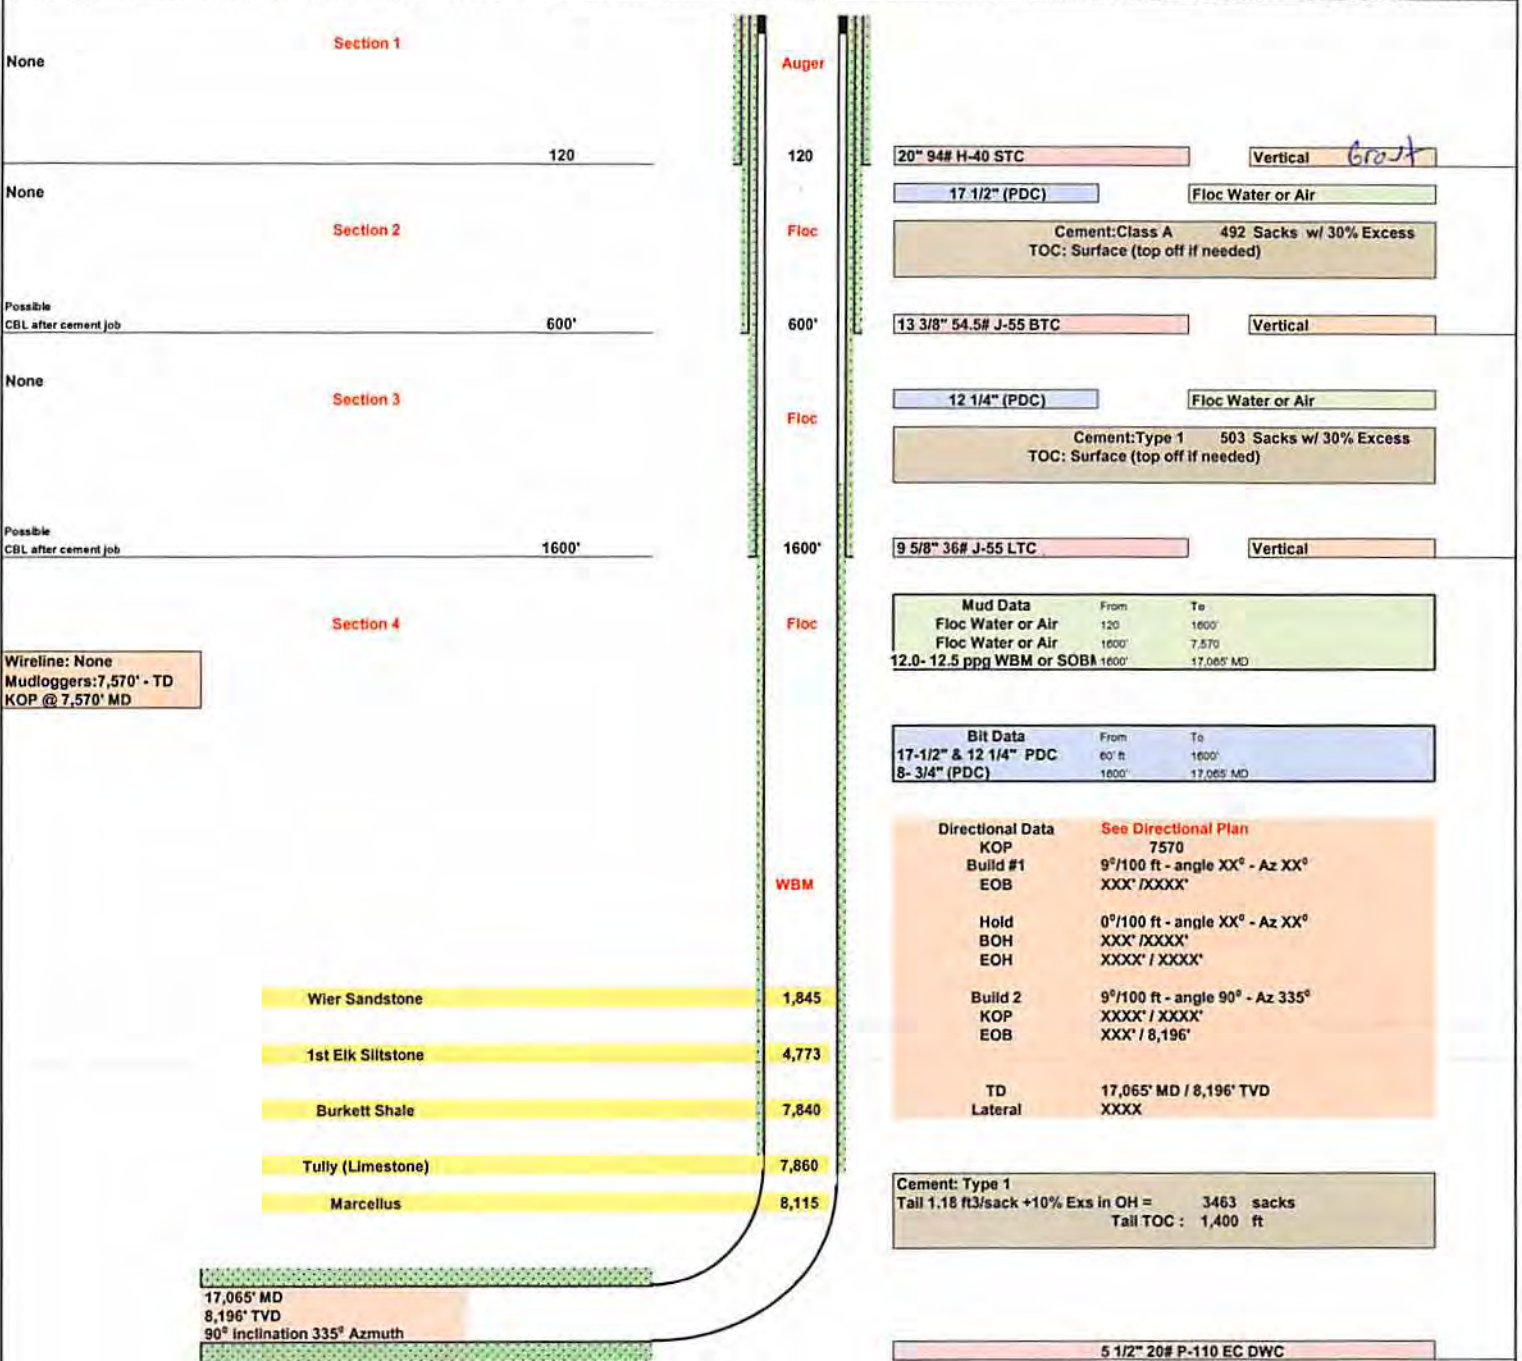 Section 1
None
Auger
120
120
20" 94# H-40 STC
Vertical Grout
None
17 1/2" (PDC)
Floc Water or Air
Section 2
Floc
Cement:Class A 492 Sacks w/ 30% Excess
TOC: Surface (top off if needed)
Possible
CBL after cement job
600'
600'
13 3/8" 54.5# J-55 BTC
Vertical
None
Section 3
Floc
12 1/4" (PDC)
Floc Water or Air
Cement:Type 1 503 Sacks w/ 30% Excess
TOC: Surface (top off if needed)
Possible
CBL after cement job
1600'
1600'
9 5/8" 36# J-55 LTC
Vertical
Section 4
Floc
Mud Data From To
Floc Water or Air 120 1600'
Floc Water or Air 1600' 7,570
12.0- 12.5 ppg WBM or SOBM 1600' 17,065' MD
Wireline: None
Mudloggers:7,570' - TD
KOP @ 7,570' MD
Bit Data From To
17-1/2" & 12 1/4" PDC 60' ft 1600'
8- 3/4" (PDC) 1600' 17,065' MD
Directional Data See Directional Plan
KOP 7570
Build #1 9⁰/100 ft - angle XX⁰ - Az XX⁰
EOB XXX' /XXXX'
WBM
Hold 0⁰/100 ft - angle XX⁰ - Az XX⁰
BOH XXX' /XXXX'
EOH XXXX' / XXXX'
Build 2 9⁰/100 ft - angle 90⁰ - Az 335⁰
KOP XXXX' / XXXX'
EOB XXX' / 8,196'
TD 17,065' MD / 8,196' TVD
Lateral XXXX
Wier Sandstone 1,845
1st Elk Siltstone 4,773
Burkett Shale 7,840
Tully (Limestone) 7,860
Marcellus 8,115
Cement: Type 1
Tail 1.18 ft3/sack +10% Exs in OH = 3463 sacks
Tail TOC : 1,400 ft
17,065' MD
8,196' TVD
90⁰ inclination 335⁰ Azmuth
5 1/2" 20# P-110 EC DWC